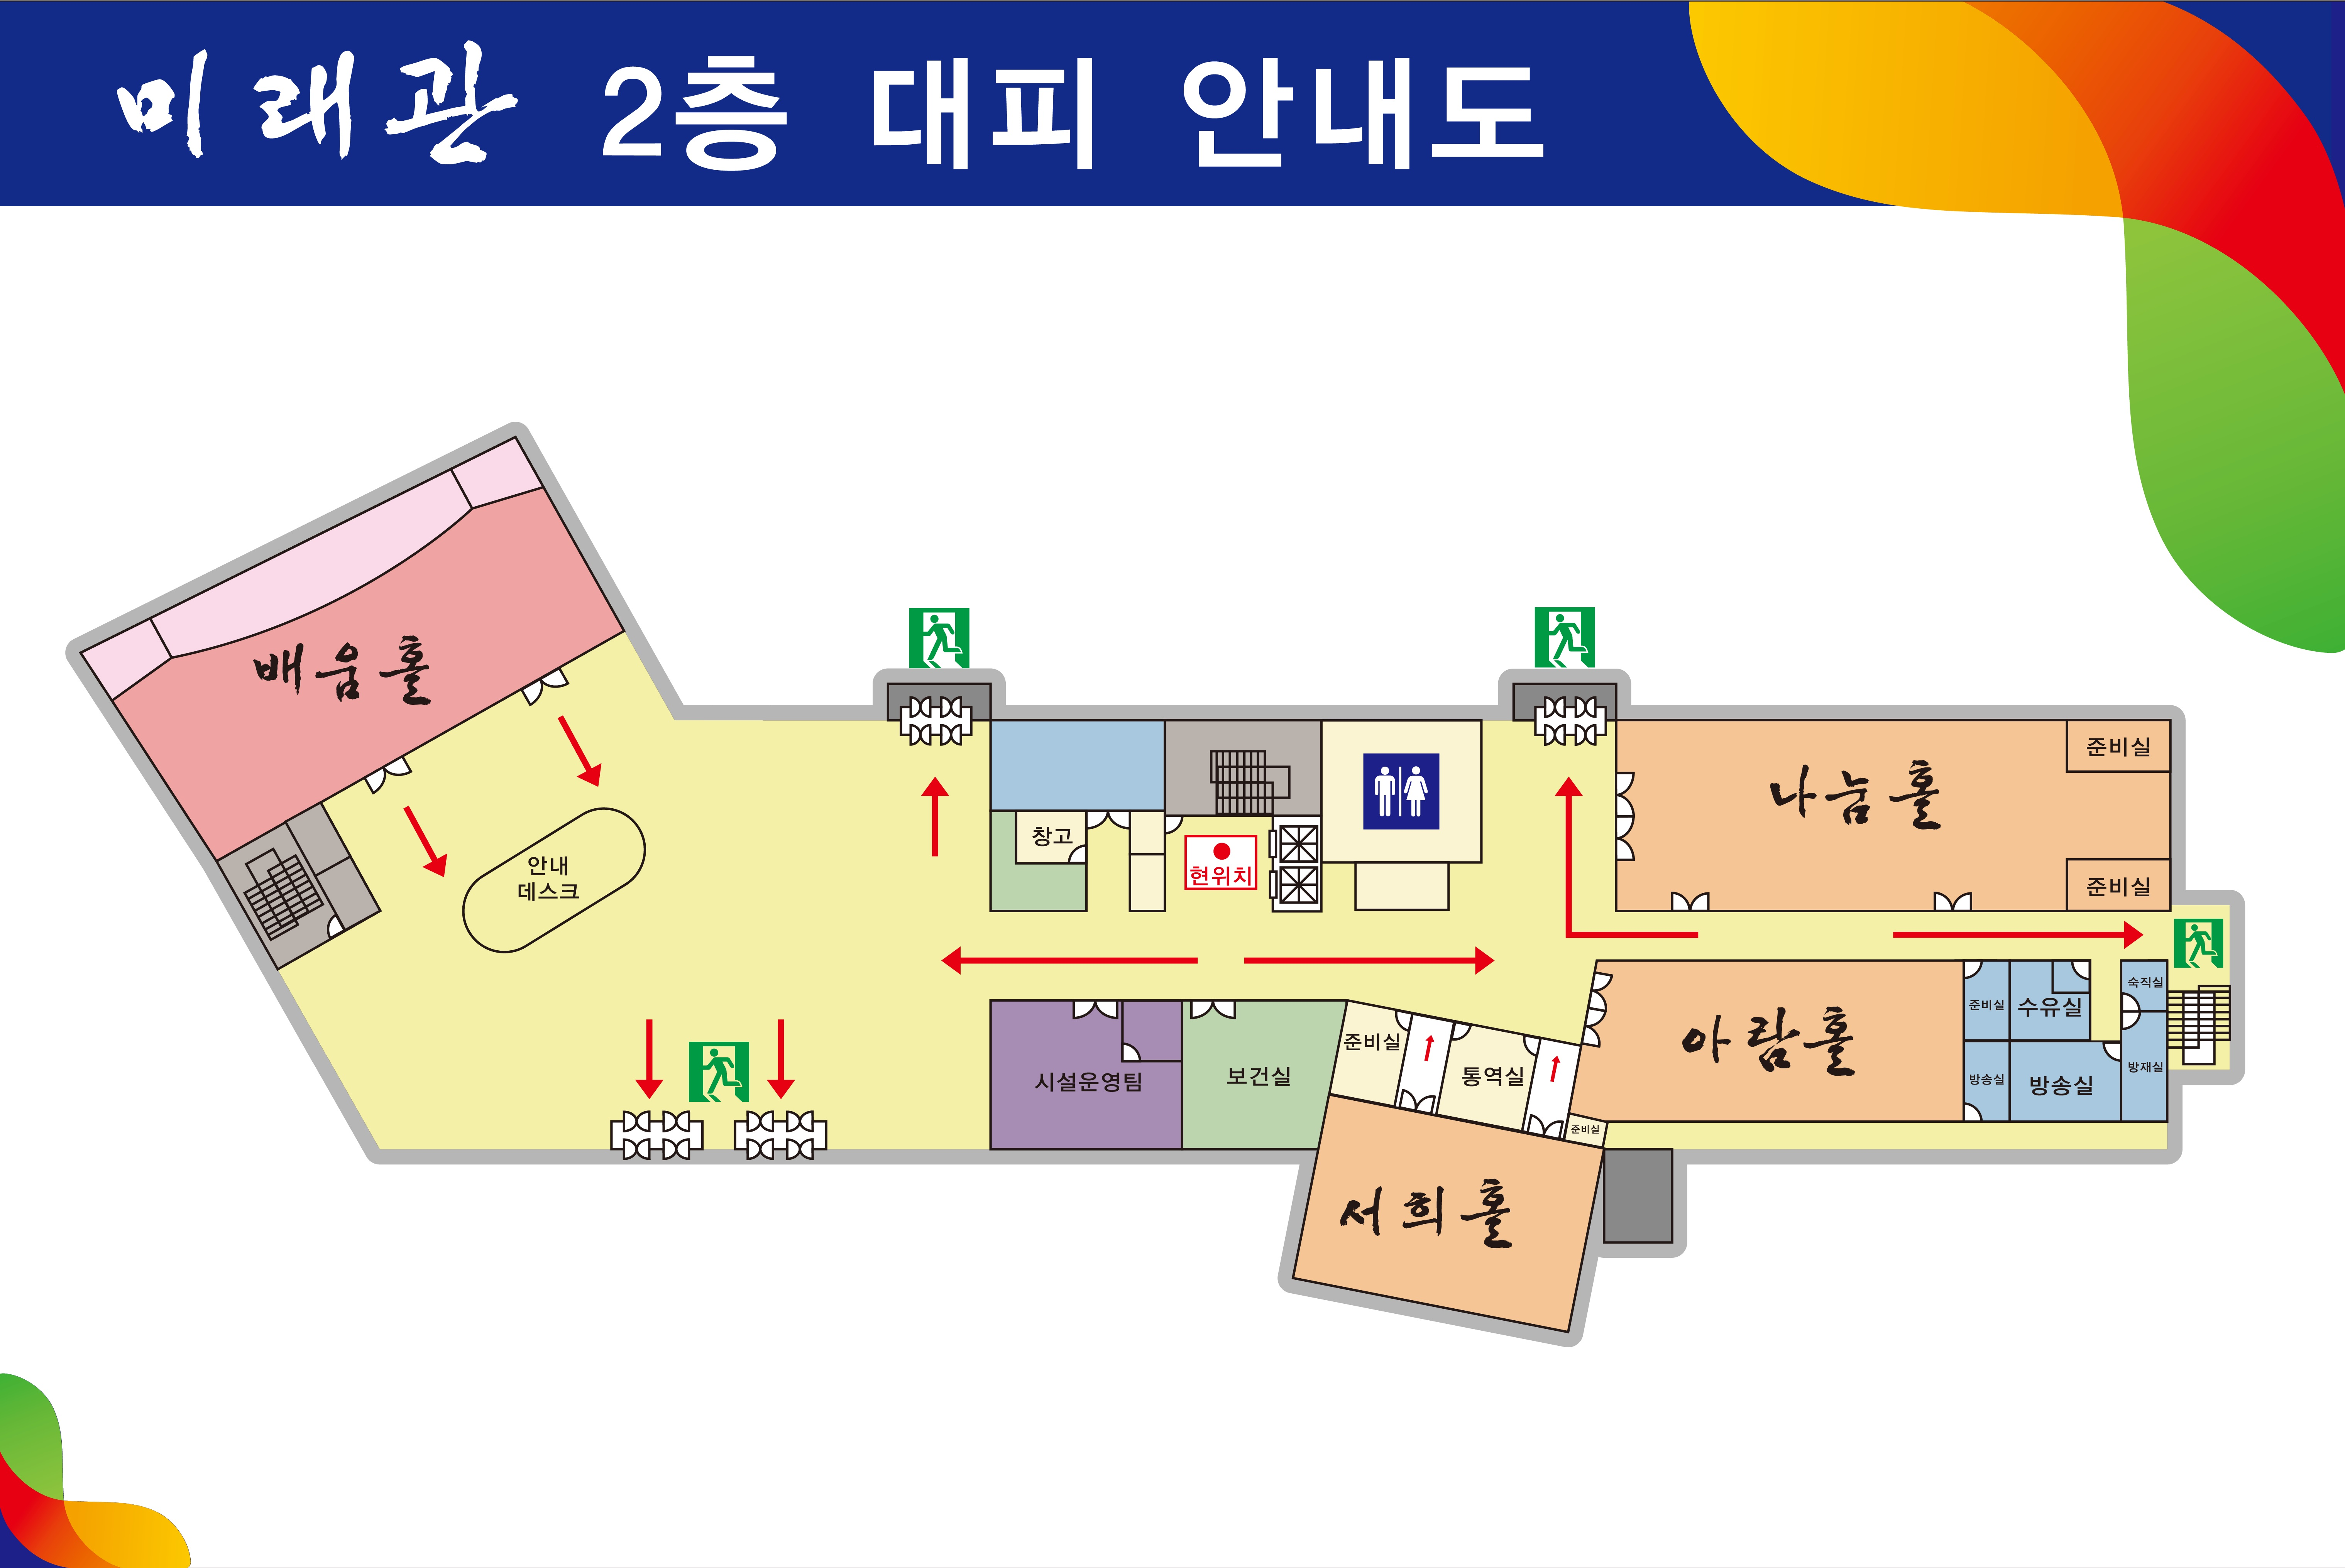 미래관 2층 대피 안내도
배움홀
안내
데스크
창고
현위치
나눔홀
준비실
준비실
시설운영팀
보건실
준비실
통역실
준비실
서희홀
아람홀
준비실
수유실
숙직실
방송실
방송실
방재실